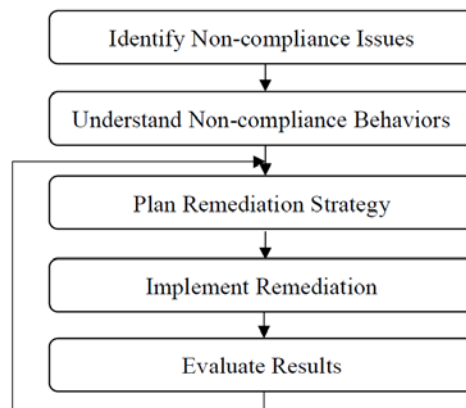 Identify Non-compliance Issues
Understand Non-compliance Behaviors
Plan Remediation Strategy
Implement Remediation
Evaluate Results